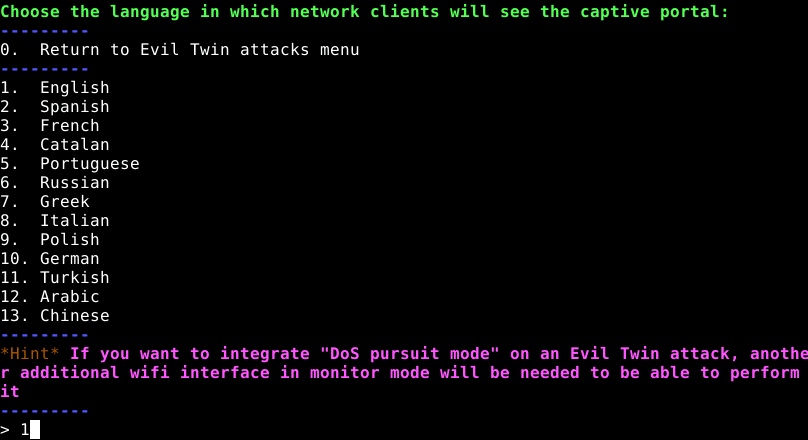 Choose the language in which network clients will see the captive portal:
---------
0.  Return to Evil Twin attacks menu
---------
1.  English
2.  Spanish
3.  French
4.  Catalan
5.  Portuguese
6.  Russian
7.  Greek
8.  Italian
9.  Polish
10. German
11. Turkish
12. Arabic
13. Chinese
---------
*Hint* If you want to integrate "DoS pursuit mode" on an Evil Twin attack, anothe
r additional wifi interface in monitor mode will be needed to be able to perform
it
---------
> 1